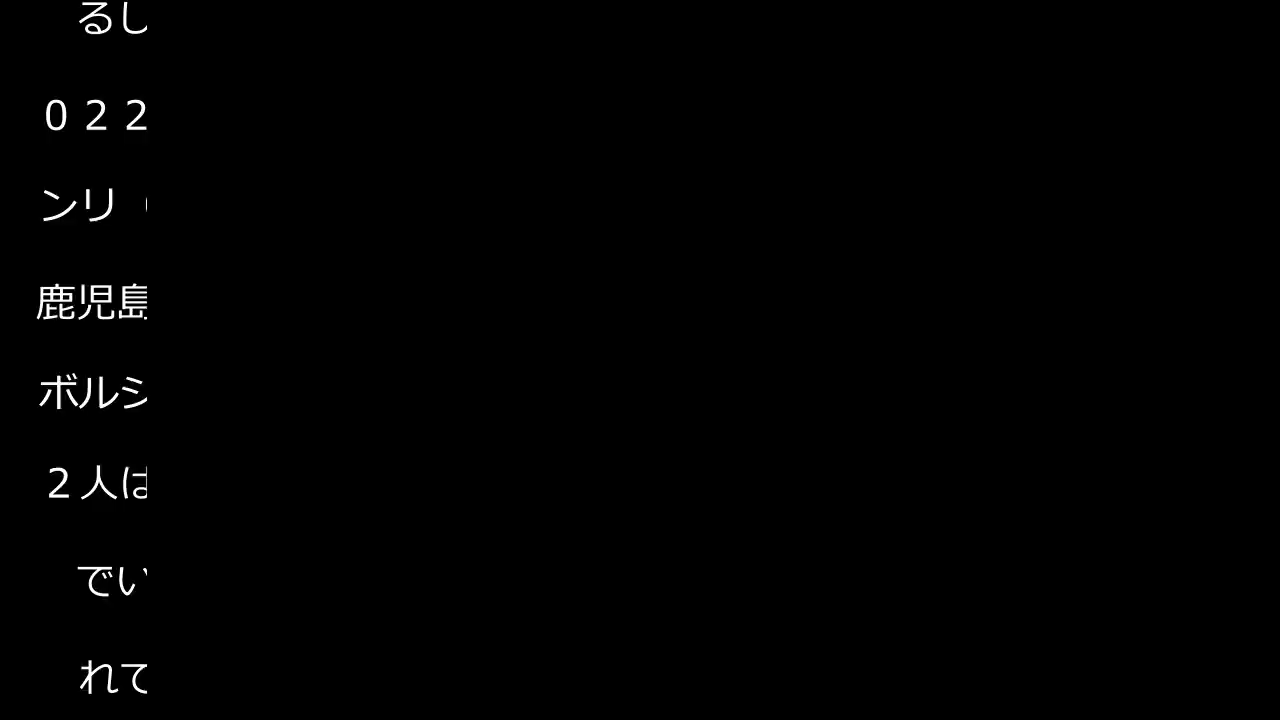 るし
０２２
ンリ（
鹿児島
ボルシ
２人は
でい
れて